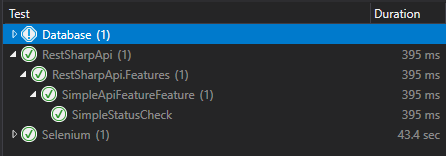 Test Duration
Database (1)
RestSharpApi (1) 395 ms
RestSharpApi.Features (1) 395 ms
SimpleApiFeatureFeature (1) 395 ms
SimpleStatusCheck 395 ms
Selenium (1) 43.4 sec